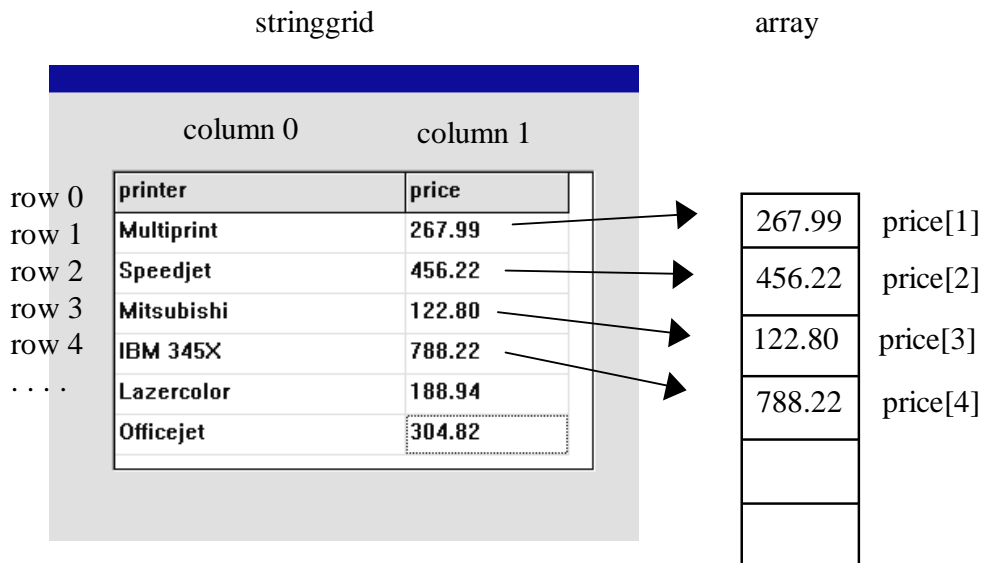 stringgrid array
column 0 column 1
row 0 printer price
row 1 Multiprint 267.99 267.99 price[1]
row 2 Speedjet 456.22 456.22 price[2]
row 3 Mitsubishi 122.80 122.80 price[3]
row 4 IBM 345X 788.22 788.22 price[4]
. . . . Lazercolor 188.94
Officejet 304.82